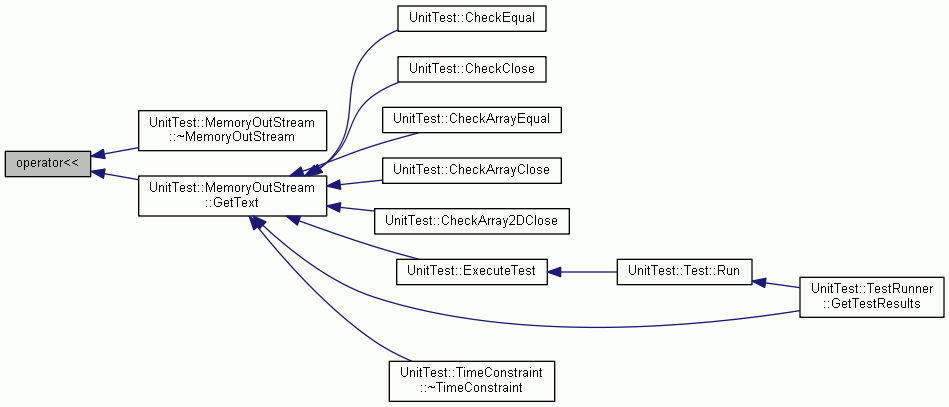 UnitTest::CheckEqual
UnitTest::CheckClose
UnitTest::CheckArrayEqual
UnitTest::MemoryOutStream
::~MemoryOutStream
operator<<
UnitTest::CheckArrayClose
UnitTest::MemoryOutStream
::GetText
UnitTest::CheckArray2DClose
UnitTest::ExecuteTest
UnitTest::Test::Run
UnitTest::TestRunner
::GetTestResults
UnitTest::TimeConstraint
::~TimeConstraint